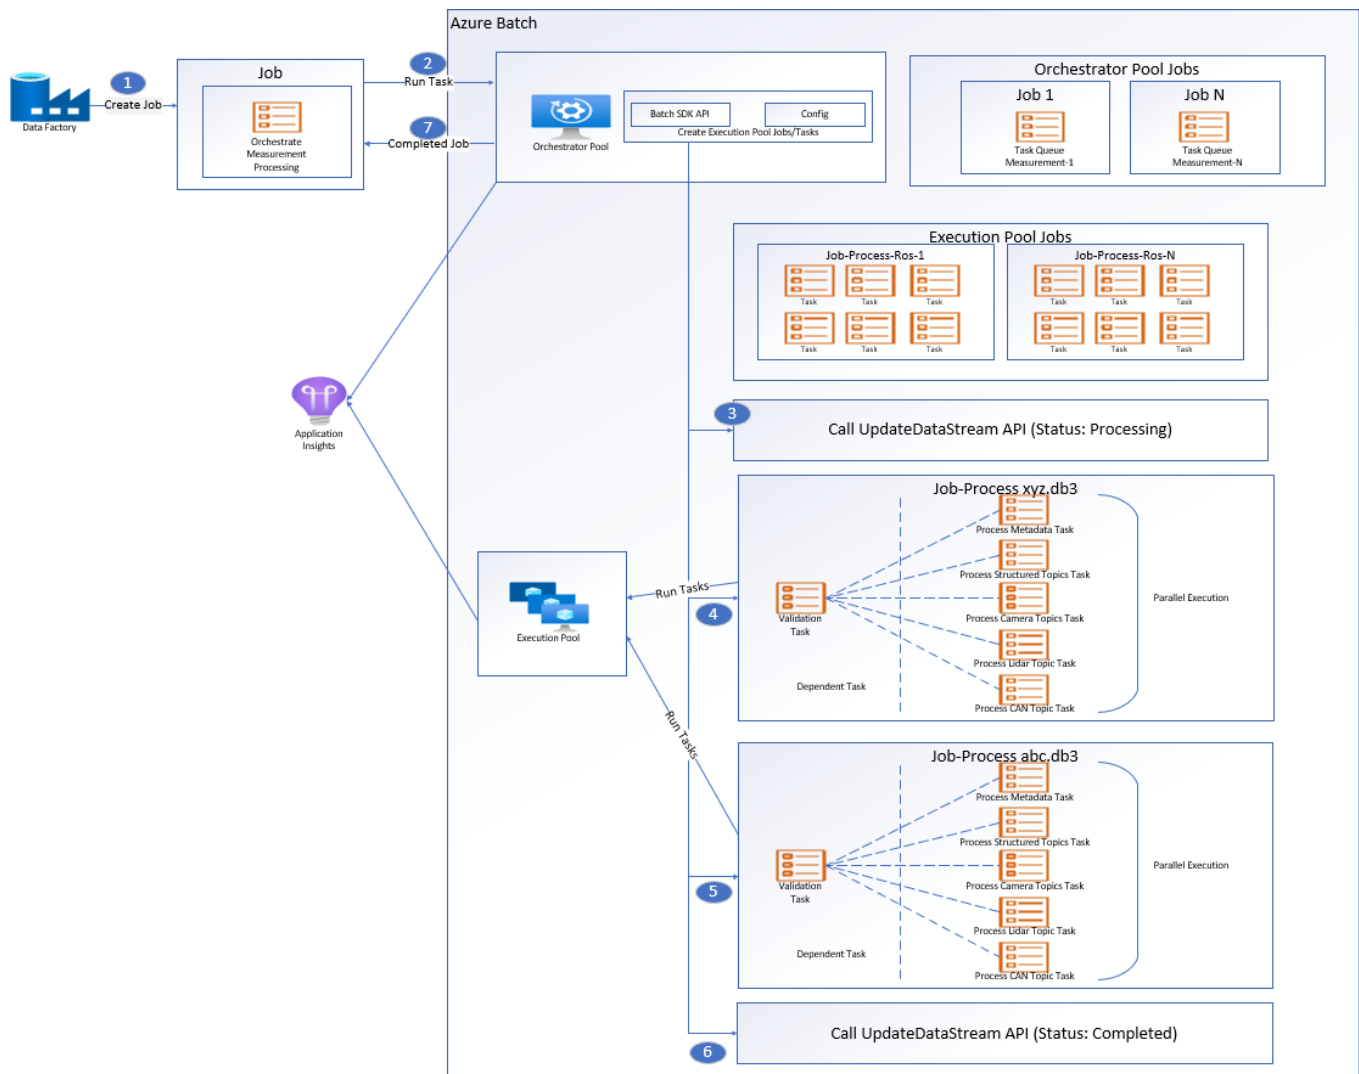 Azure Batch
1
Create Job
Data Factory
Job
Orchestrate
Measurement
Processing
2
Run Task
7
Completed Job
Orchestrator Pool
Batch SDK API
Config
Create Execution Pool Jobs/Tasks
Orchestrator Pool Jobs
Job 1
Task Queue
Measurement-1
Job N
Task Queue
Measurement-N
Execution Pool Jobs
Job-Process-Ros-1
Task
Task
Task
Task
Task
Task
Job-Process-Ros-N
Task
Task
Task
Task
Task
Task
Application
Insights
3
Call UpdateDataStream API (Status: Processing)
Execution Pool
Run Tasks
4
Job-Process xyz.db3
Validation
Task
Dependent Task
Process Metadata Task
Process Structured Topics Task
Process Camera Topics Task
Process Lidar Topic Task
Process CAN Topic Task
Parallel Execution
Run Tasks
5
Job-Process abc.db3
Validation
Task
Dependent Task
Process Metadata Task
Process Structured Topics Task
Process Camera Topics Task
Process Lidar Topic Task
Process CAN Topic Task
Parallel Execution
6
Call UpdateDataStream API (Status: Completed)